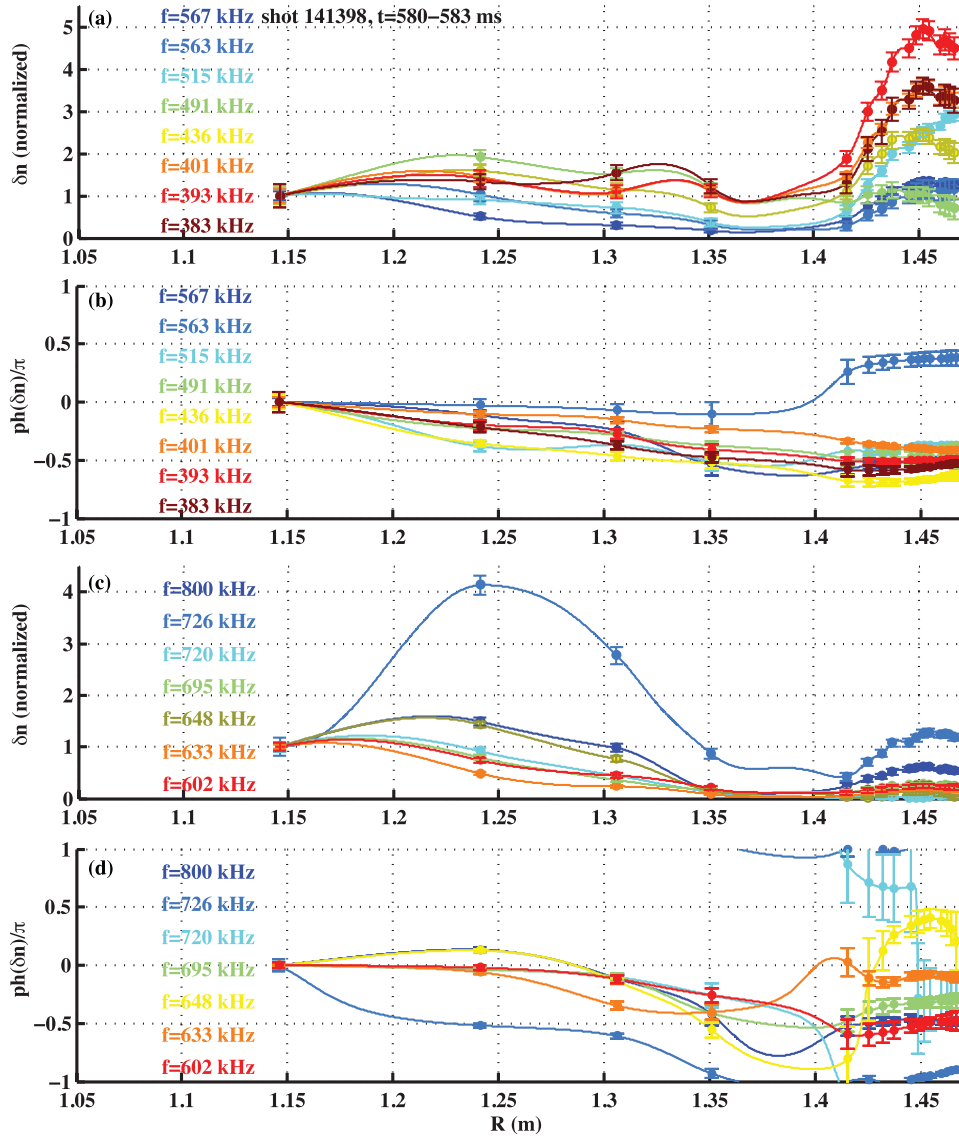 (a)
f=567 kHz shot 141398, t=580−583 ms
f=563 kHz
f=515 kHz
f=491 kHz
f=436 kHz
f=401 kHz
f=393 kHz
f=383 kHz
δn (normalized)
5
4
3
2
1
0
1.05 1.1 1.15 1.2 1.25 1.3 1.35 1.4 1.45
(b)
f=567 kHz
f=563 kHz
f=515 kHz
f=491 kHz
f=436 kHz
f=401 kHz
f=393 kHz
f=383 kHz
ph(δn)/π
1
0.5
0
−0.5
−1
1.05 1.1 1.15 1.2 1.25 1.3 1.35 1.4 1.45
(c)
f=800 kHz
f=726 kHz
f=720 kHz
f=695 kHz
f=648 kHz
f=633 kHz
f=602 kHz
δn (normalized)
4
3
2
1
0
1.05 1.1 1.15 1.2 1.25 1.3 1.35 1.4 1.45
(d)
f=800 kHz
f=726 kHz
f=720 kHz
f=695 kHz
f=648 kHz
f=633 kHz
f=602 kHz
ph(δn)/π
1
0.5
0
−0.5
−1
1.05 1.1 1.15 1.2 1.25 1.3 1.35 1.4 1.45
R (m)